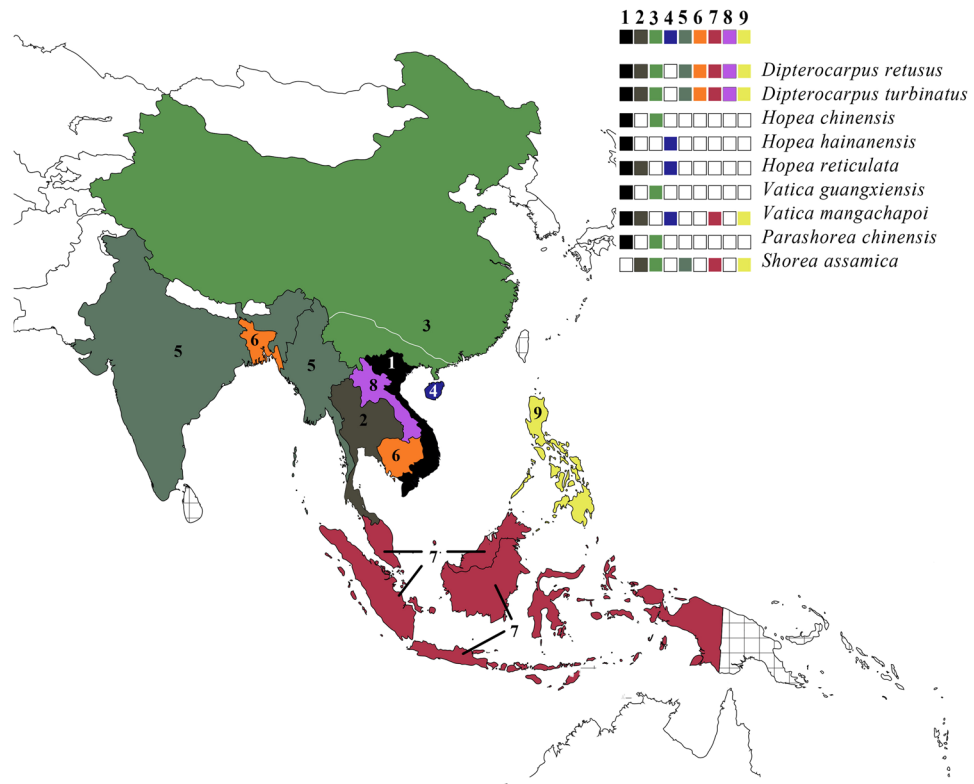 1 2 3 4 5 6 7 8 9
Dipterocarpus retusus
Dipterocarpus turbinatus
Hopea chinensis
Hopea hainanensis
Hopea reticulata
Vatica guangxiensis
Vatica mangachapoi
Parashorea chinensis
Shorea assamica
3
6
5
5
1
8
4
2
9
6
7
7